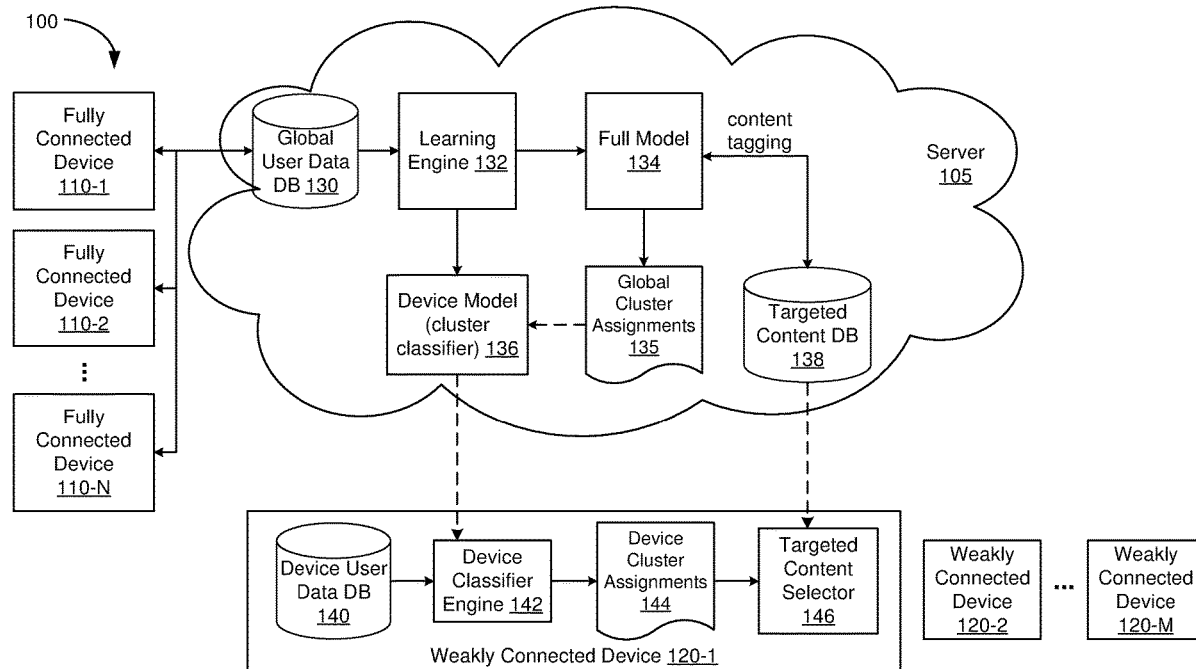 100
Fully
Connected
Device
110-1
Fully
Connected
Device
110-2
...
Fully
Connected
Device
110-N
Global
User Data
DB 130
Learning
Engine 132
Full Model
134
content
tagging
Server
105
Device Model
(cluster
classifier) 136
Global
Cluster
Assignments
135
Targeted
Content DB
138
Device User
Data DB
140
Device
Classifier
Engine 142
Device
Cluster
Assignments
144
Targeted
Content
Selector
146
Weakly Connected Device 120-1
Weakly
Connected
Device
120-2
...
Weakly
Connected
Device
120-M